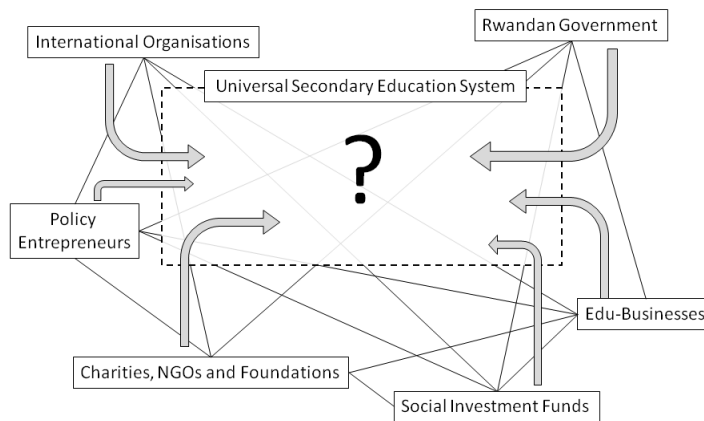 Rwandan Government
International Organisations
Universal Secondary Education System
?
Policy
Entrepreneurs
Edu-Businesses
Charities, NGOs and Foundations
Social Investment Funds